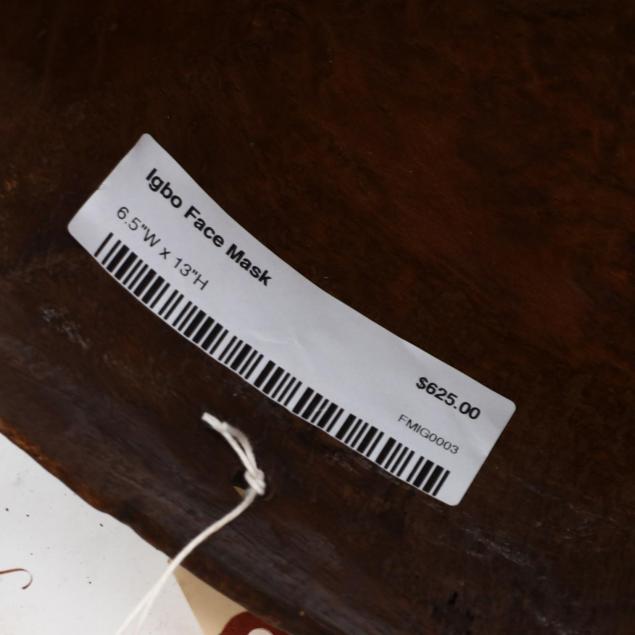 Igbo Face Mask
6.5"W x 13"H
$625.00
FMIG0003